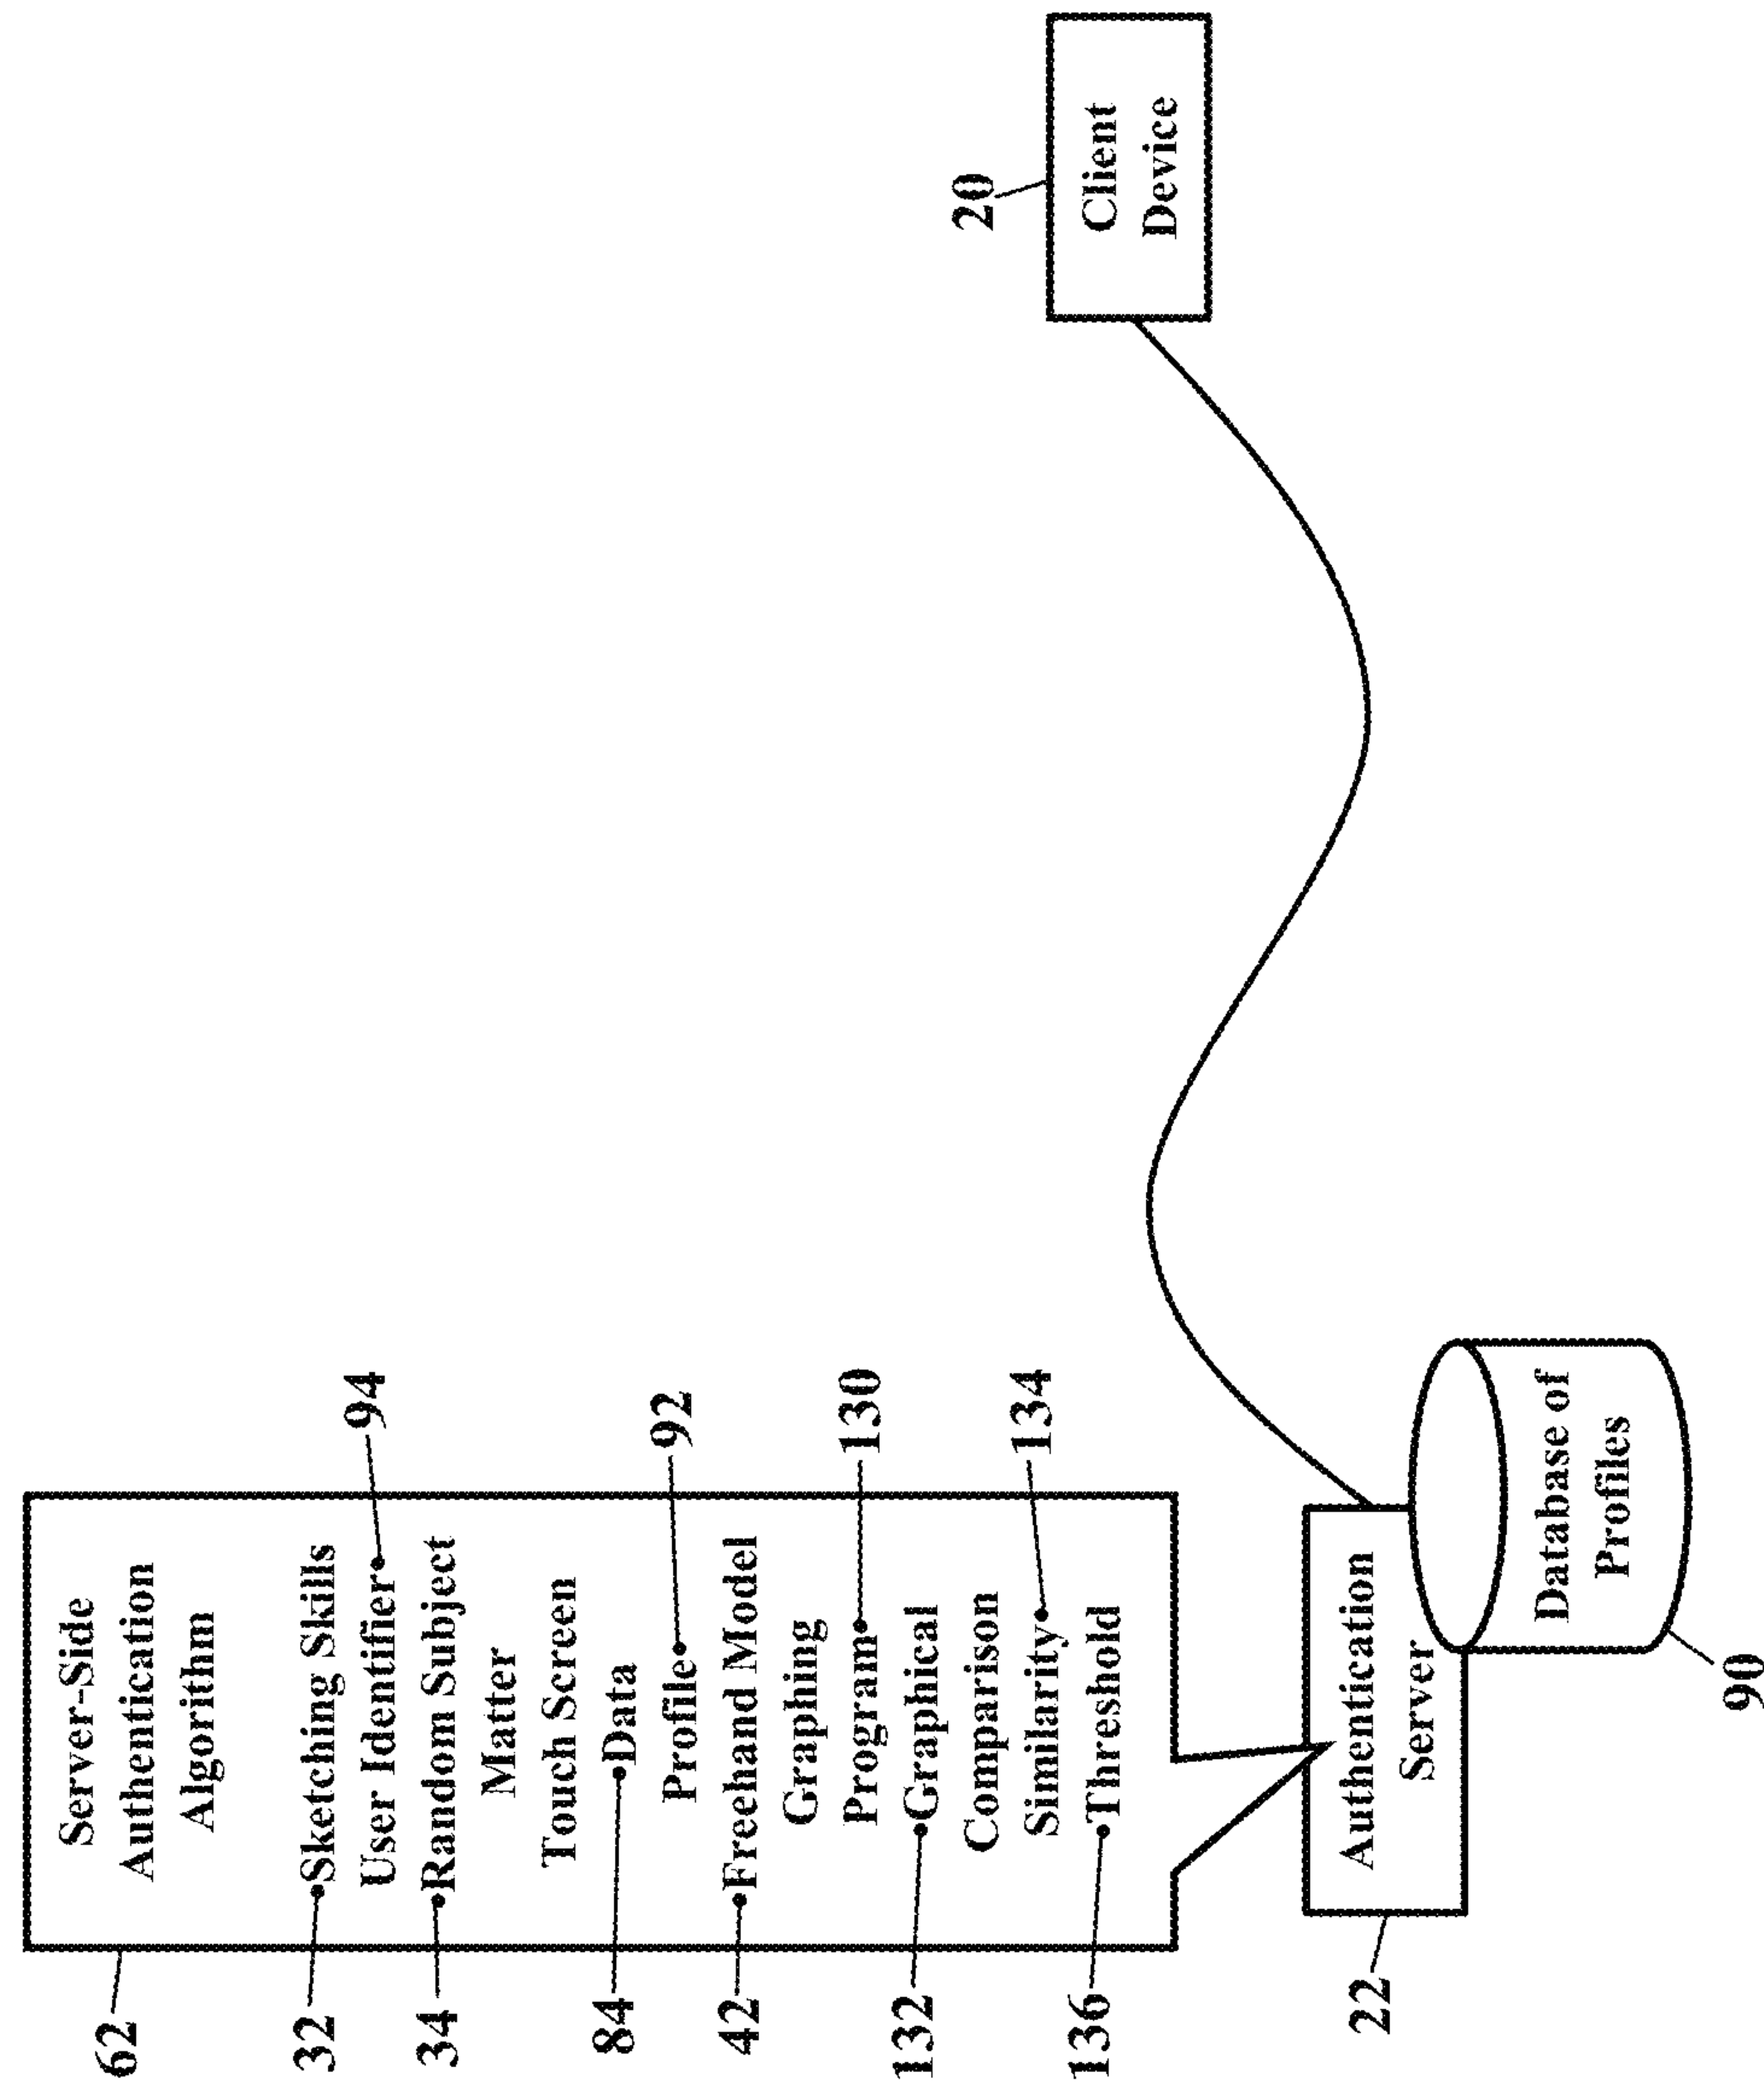 62
Server-Side
Authentication
Algorithm
32
Sketching Skills
User Identifier
94
34
Random Subject
Matter
Touch Screen
84
Data
Profile
92
42
Freehand Model
Graphing
Program
130
132
Graphical
Comparison
Similarity
134
136
Threshold
22
Authentication
Server
Database of
Profiles
90
20
Client
Device